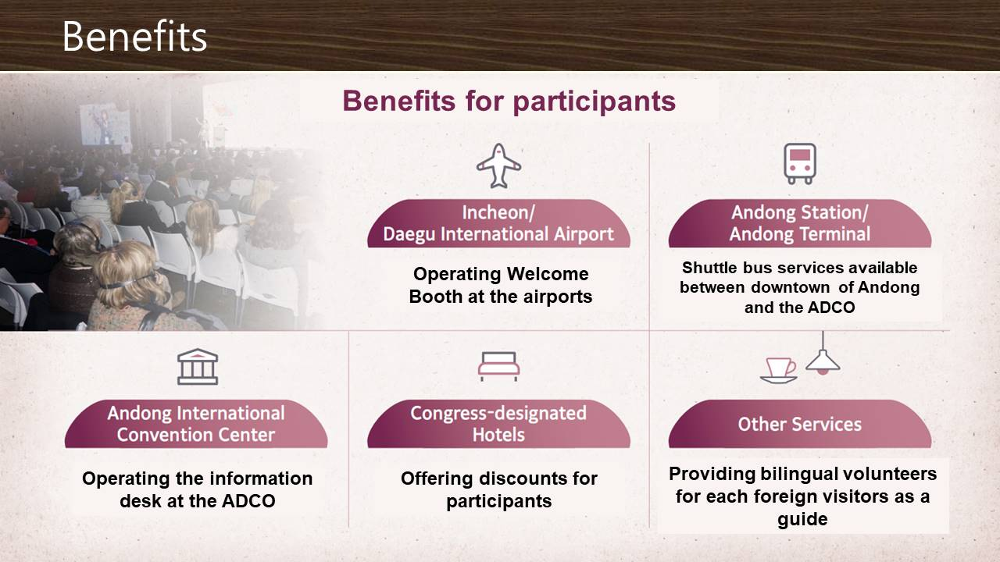 Benefits
Benefits for participants
Incheon/
Daegu International Airport
Operating Welcome
Booth at the airports
Andong Station/
Andong Terminal
Shuttle bus services available
between downtown of Andong
and the ADCO
Andong International
Convention Center
Operating the information
desk at the ADCO
Congress-designated
Hotels
Offering discounts for
participants
Other Services
Providing bilingual volunteers
for each foreign visitors as a
guide